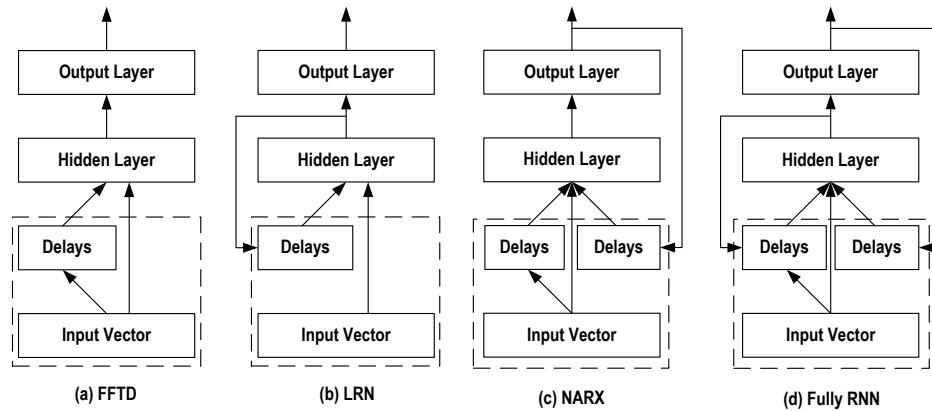 Output Layer
Hidden Layer
Delays
Input Vector
(a) FFTD
Output Layer
Hidden Layer
Delays
Input Vector
(b) LRN
Output Layer
Hidden Layer
Delays Delays
Input Vector
(c) NARX
Output Layer
Hidden Layer
Delays Delays
Input Vector
(d) Fully RNN